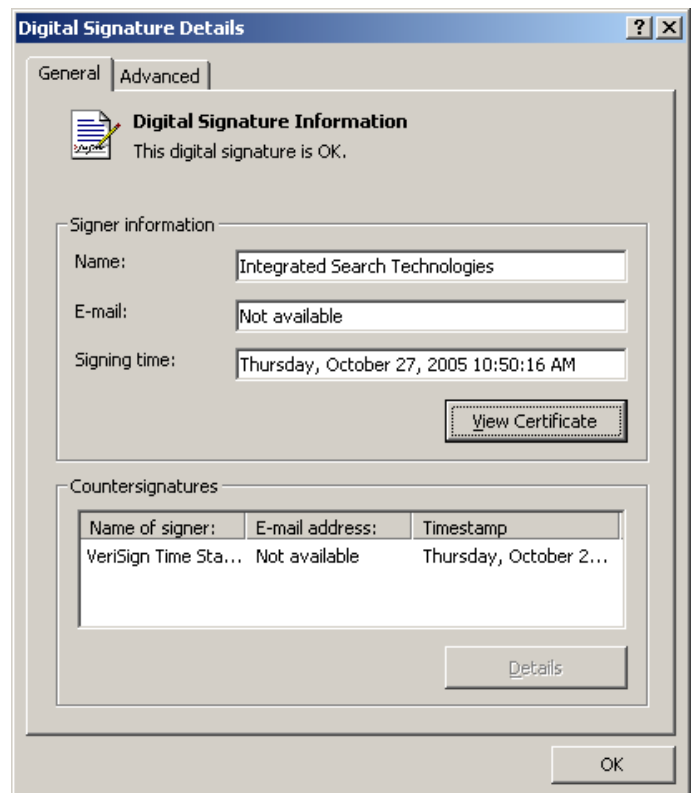 Digital Signature Details
General Advanced
Digital Signature Information
This digital signature is OK.
Signer information
Name: Integrated Search Technologies
E-mail: Not available
Signing time: Thursday, October 27, 2005 10:50:16 AM
View Certificate
Countersignatures
Name of signer: E-mail address: Timestamp
VeriSign Time Sta... Not available Thursday, October 2...
Details
OK